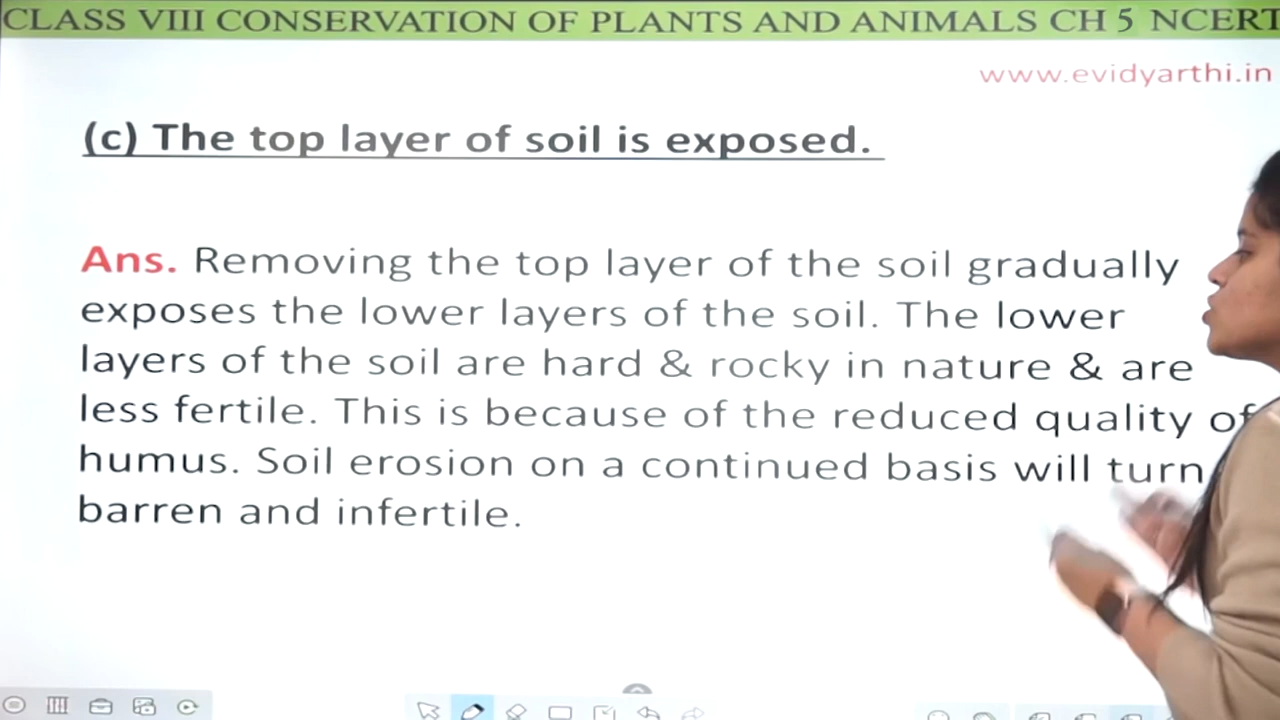 CLASS VIII CONSERVATION OF PLANTS AND ANIMALS CH 5 NCERT
www.evidyarthi.in
(c) The top layer of soil is exposed.
Ans. Removing the top layer of the soil gradually
exposes the lower layers of the soil. The lower
layers of the soil are hard & rocky in nature & are
less fertile. This is because of the reduced quality of
humus. Soil erosion on a continued basis will turn
barren and infertile.